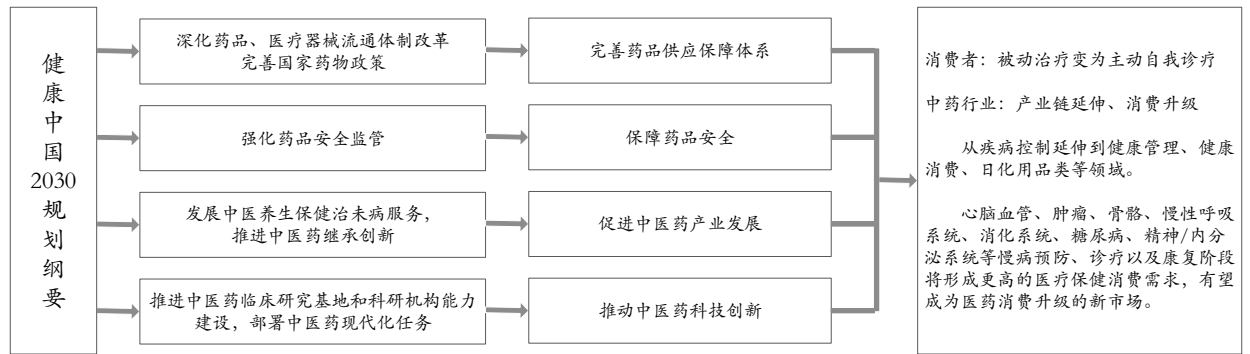 健
康
中
国
2030
规
划
纲
要
深化药品、医疗器械流通体制改革
完善国家药物政策
完善药品供应保障体系
强化药品安全监管
保障药品安全
发展中医养生保健治未病服务,
推进中医药继承创新
促进中医药产业发展
推进中医药临床研究基地和科研机构能力
建设，部署中医药现代化任务
推动中医药科技创新
消费者：被动治疗变为主动自我诊疗
中药行业：产业链延伸、消费升级
从疾病控制延伸到健康管理、健康
消费、日化用品类等领域。
心脑血管、肿瘤、骨骼、慢性呼吸
系统、消化系统、糖尿病、精神/内分
泌系统等慢病预防、诊疗以及康复阶段
将形成更高的医疗保健消费需求，有望
成为医药消费升级的新市场。